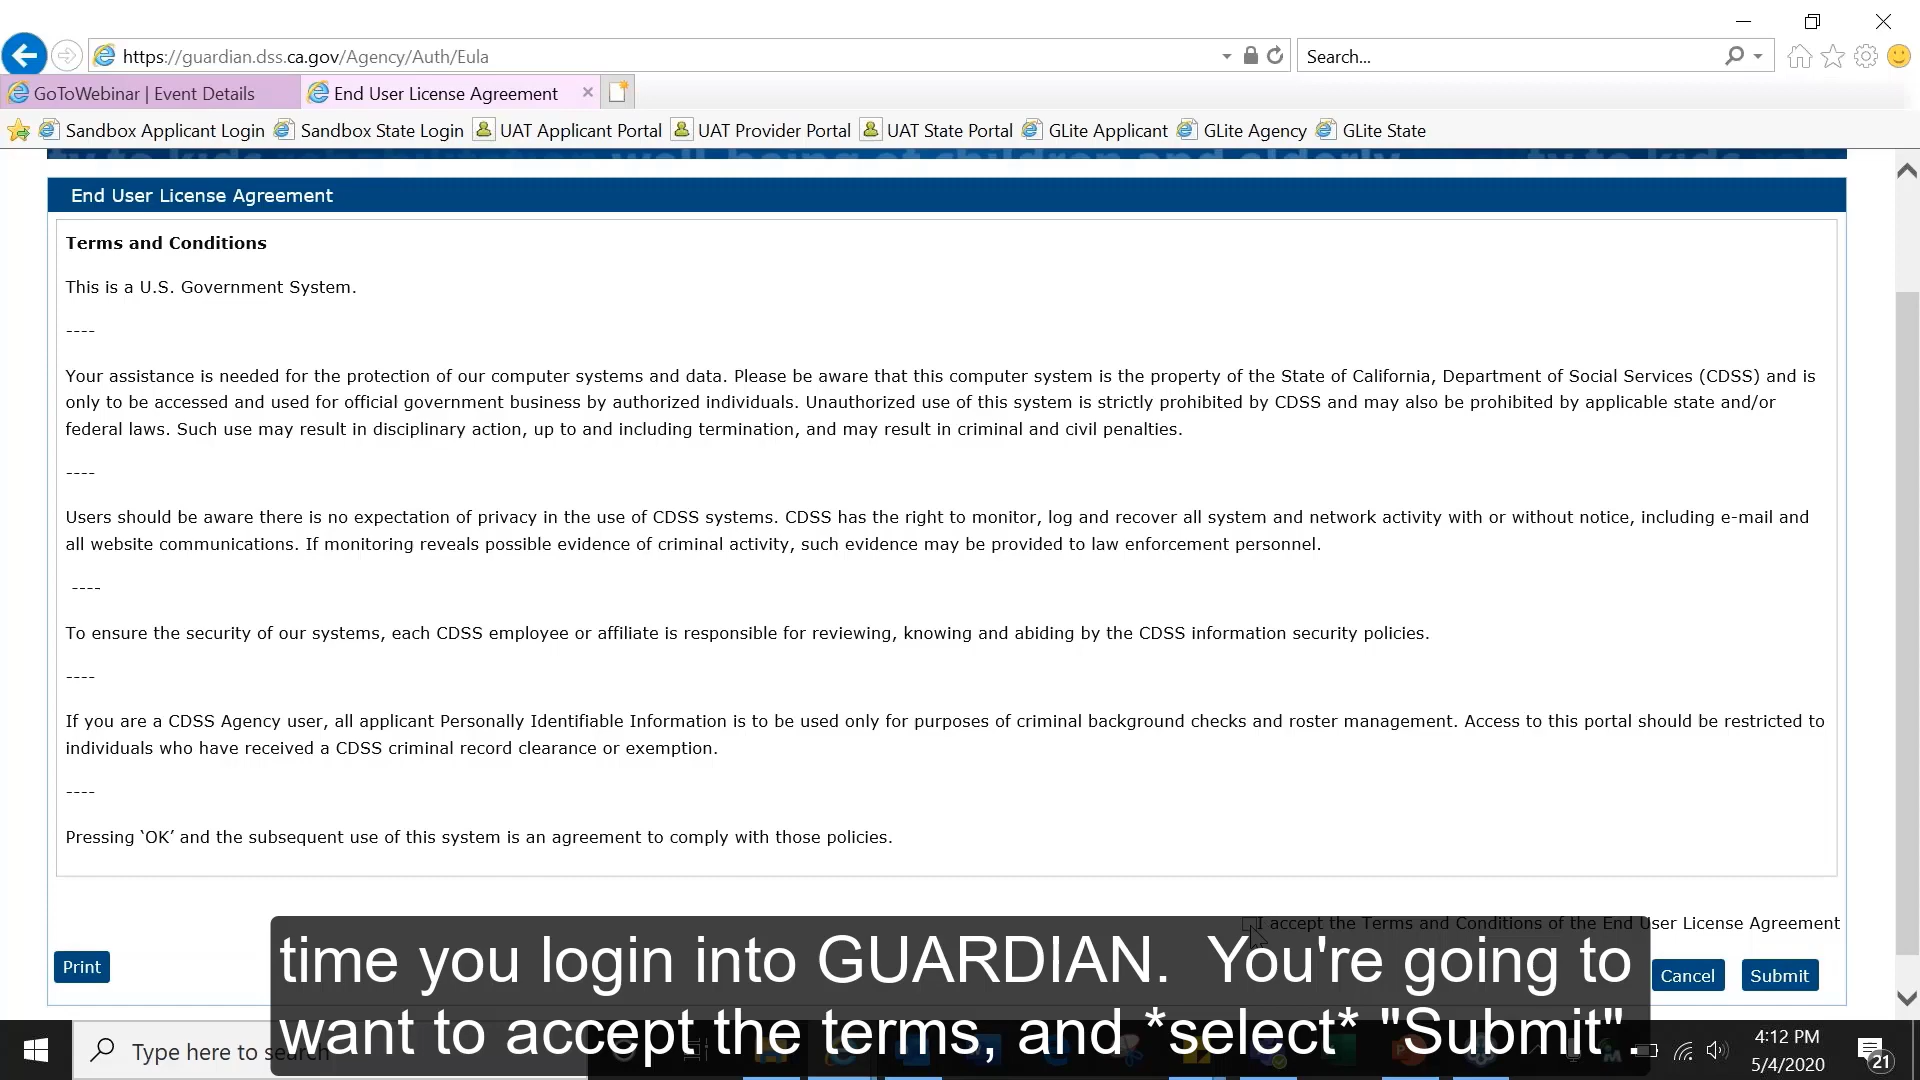 https://guardian.dss.ca.gov/Agency/Auth/Eula
Search...
GoToWebinar | Event Details
End User License Agreement
Sandbox Applicant Login
Sandbox State Login
UAT Applicant Portal
UAT Provider Portal
UAT State Portal
GLite Applicant
GLite Agency
GLite State
well-being of children and elderly
End User License Agreement
Terms and Conditions
This is a U.S. Government System.
----
Your assistance is needed for the protection of our computer systems and data. Please be aware that this computer system is the property of the State of California, Department of Social Services (CDSS) and is
only to be accessed and used for official government business by authorized individuals. Unauthorized use of this system is strictly prohibited by CDSS and may also be prohibited by applicable state and/or
federal laws. Such use may result in disciplinary action, up to and including termination, and may result in criminal and civil penalties.
----
Users should be aware there is no expectation of privacy in the use of CDSS systems. CDSS has the right to monitor, log and recover all system and network activity with or without notice, including e-mail and
all website communications. If monitoring reveals possible evidence of criminal activity, such evidence may be provided to law enforcement personnel.
----
To ensure the security of our systems, each CDSS employee or affiliate is responsible for reviewing, knowing and abiding by the CDSS information security policies.
----
If you are a CDSS Agency user, all applicant Personally Identifiable Information is to be used only for purposes of criminal background checks and roster management. Access to this portal should be restricted to
individuals who have received a CDSS criminal record clearance or exemption.
----
Pressing ‘OK’ and the subsequent use of this system is an agreement to comply with those policies.
I accept the Terms and Conditions of the End User License Agreement
Print
Cancel
Submit
time you login into GUARDIAN.  You're going to
want to accept the terms, and *select* "Submit".
Type here to search
4:12 PM
5/4/2020
21